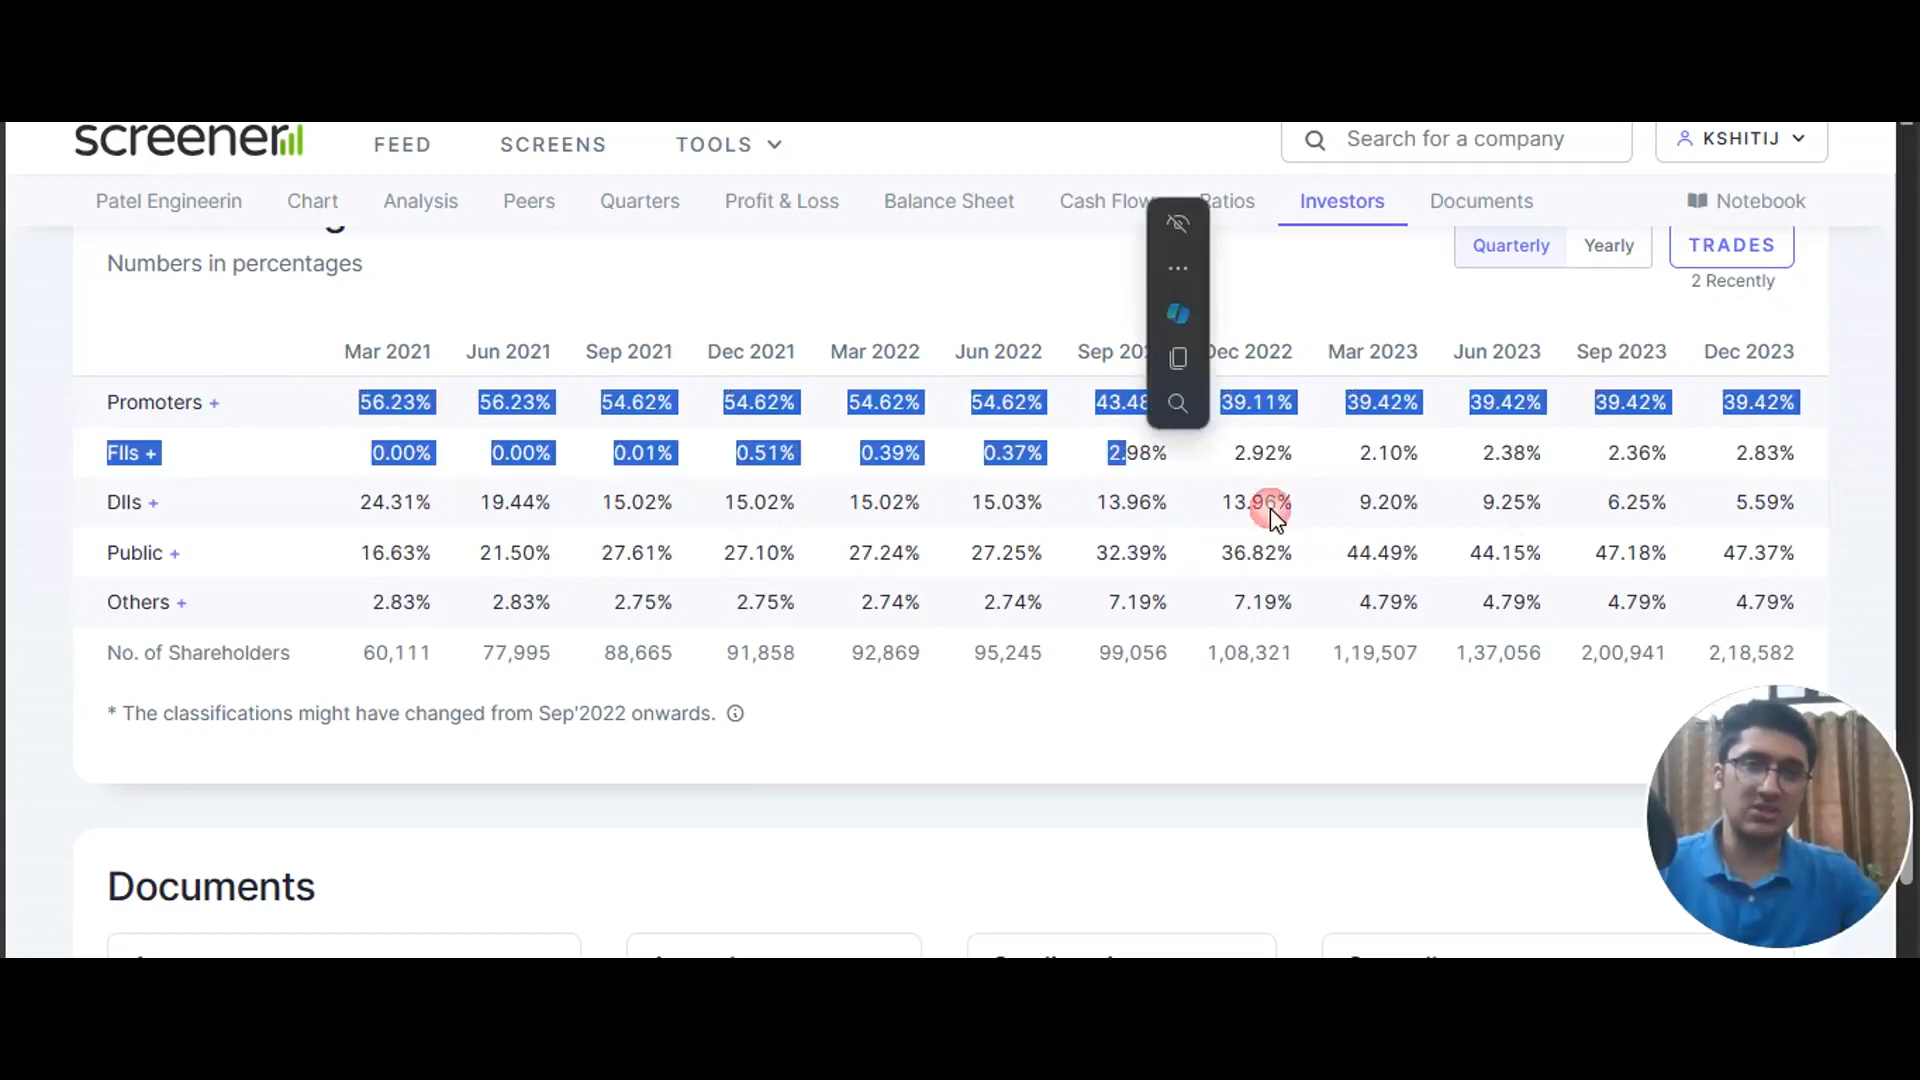 screener FEED SCREENS TOOLS Search for a company KSHITIJ
Patel Engineerin Chart Analysis Peers Quarters Profit & Loss Balance Sheet Cash Flow Ratios Investors Documents Notebook
Numbers in percentages Quarterly Yearly TRADES
2 Recently
Mar 2021 Jun 2021 Sep 2021 Dec 2021 Mar 2022 Jun 2022 Sep 202 Dec 2022 Mar 2023 Jun 2023 Sep 2023 Dec 2023
Promoters + 56.23% 56.23% 54.62% 54.62% 54.62% 54.62% 43.48 39.11% 39.42% 39.42% 39.42% 39.42%
FIIs + 0.00% 0.00% 0.01% 0.51% 0.39% 0.37% 2.98% 2.92% 2.10% 2.38% 2.36% 2.83%
DIIs + 24.31% 19.44% 15.02% 15.02% 15.02% 15.03% 13.96% 13.96% 9.20% 9.25% 6.25% 5.59%
Public + 16.63% 21.50% 27.61% 27.10% 27.24% 27.25% 32.39% 36.82% 44.49% 44.15% 47.18% 47.37%
Others + 2.83% 2.83% 2.75% 2.75% 2.74% 2.74% 7.19% 7.19% 4.79% 4.79% 4.79% 4.79%
No. of Shareholders 60,111 77,995 88,665 91,858 92,869 95,245 99,056 1,08,321 1,19,507 1,37,056 2,00,941 2,18,582
* The classifications might have changed from Sep'2022 onwards.
Documents